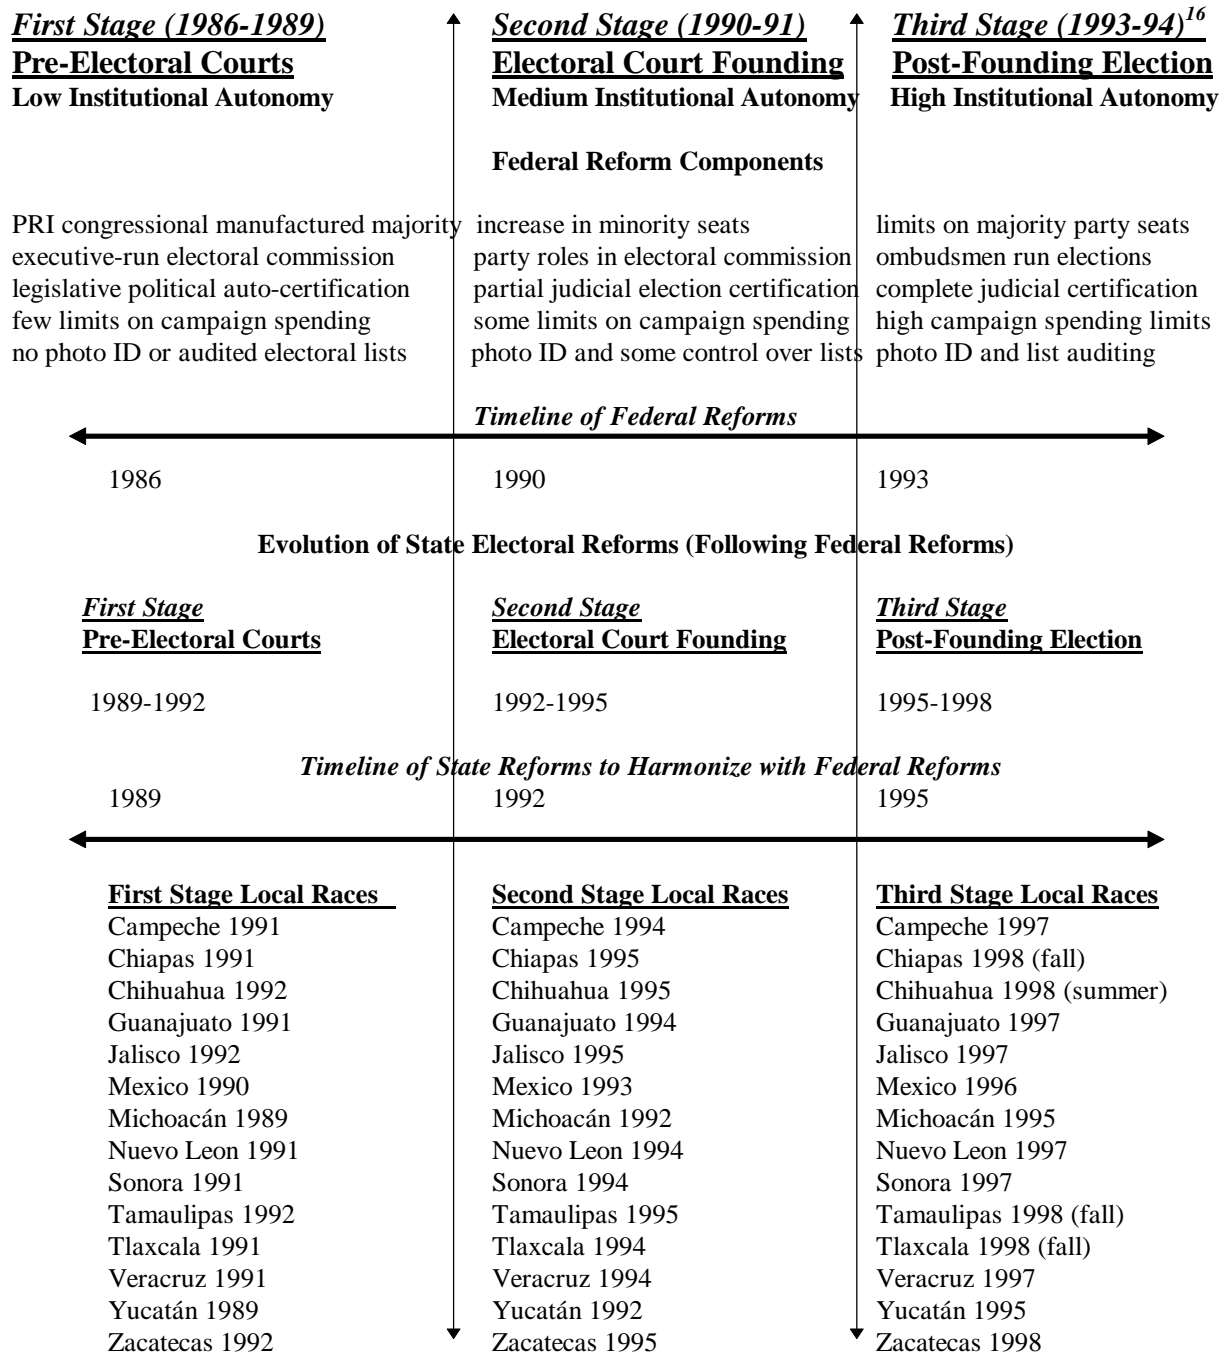 First Stage (1986-1989) Second Stage (1990-91) Third Stage (1993-94)16
Pre-Electoral Courts Electoral Court Founding Post-Founding Election
Low Institutional Autonomy Medium Institutional Autonomy High Institutional Autonomy
Federal Reform Components
PRI congressional manufactured majority increase in minority seats limits on majority party seats
executive-run electoral commission party roles in electoral commission ombudsmen run elections
legislative political auto-certification partial judicial election certification complete judicial certification
few limits on campaign spending some limits on campaign spending high campaign spending limits
no photo ID or audited electoral lists photo ID and some control over lists photo ID and list auditing
Timeline of Federal Reforms
1986 1990 1993
Evolution of State Electoral Reforms (Following Federal Reforms)
First Stage Second Stage Third Stage
Pre-Electoral Courts Electoral Court Founding Post-Founding Election
1989-1992 1992-1995 1995-1998
Timeline of State Reforms to Harmonize with Federal Reforms
1989 1992 1995
First Stage Local Races Second Stage Local Races Third Stage Local Races
Campeche 1991 Campeche 1994 Campeche 1997
Chiapas 1991 Chiapas 1995 Chiapas 1998 (fall)
Chihuahua 1992 Chihuahua 1995 Chihuahua 1998 (summer)
Guanajuato 1991 Guanajuato 1994 Guanajuato 1997
Jalisco 1992 Jalisco 1995 Jalisco 1997
Mexico 1990 Mexico 1993 Mexico 1996
Michoacán 1989 Michoacán 1992 Michoacán 1995
Nuevo Leon 1991 Nuevo Leon 1994 Nuevo Leon 1997
Sonora 1991 Sonora 1994 Sonora 1997
Tamaulipas 1992 Tamaulipas 1995 Tamaulipas 1998 (fall)
Tlaxcala 1991 Tlaxcala 1994 Tlaxcala 1998 (fall)
Veracruz 1991 Veracruz 1994 Veracruz 1997
Yucatán 1989 Yucatán 1992 Yucatán 1995
Zacatecas 1992 Zacatecas 1995 Zacatecas 1998